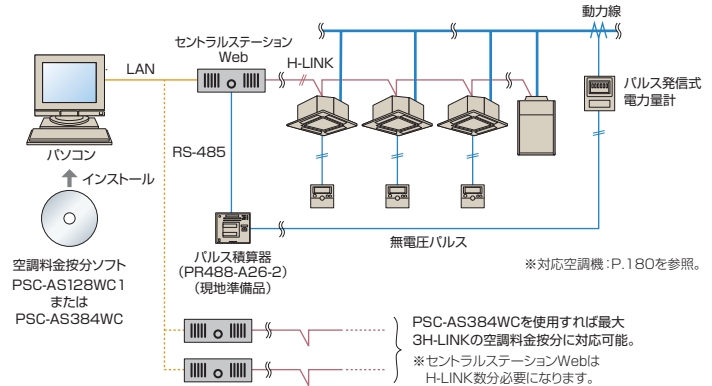 動力線
セントラルステーション
Web
LAN
H-LINK
パルス発信式
電力量計
パソコン
RS-485
インストール
無電圧パルス
空調料金按分ソフト
PSC-AS128WC1
または
PSC-AS384WC
パルス積算器
(PR488-A26-2)
(現地準備品)
※対応空調機:P.180を参照。
PSC-AS384WCを使用すれば最大
3H-LINKの空調料金按分に対応可能。
※セントラルステーションWebは
H-LINK数分必要になります。